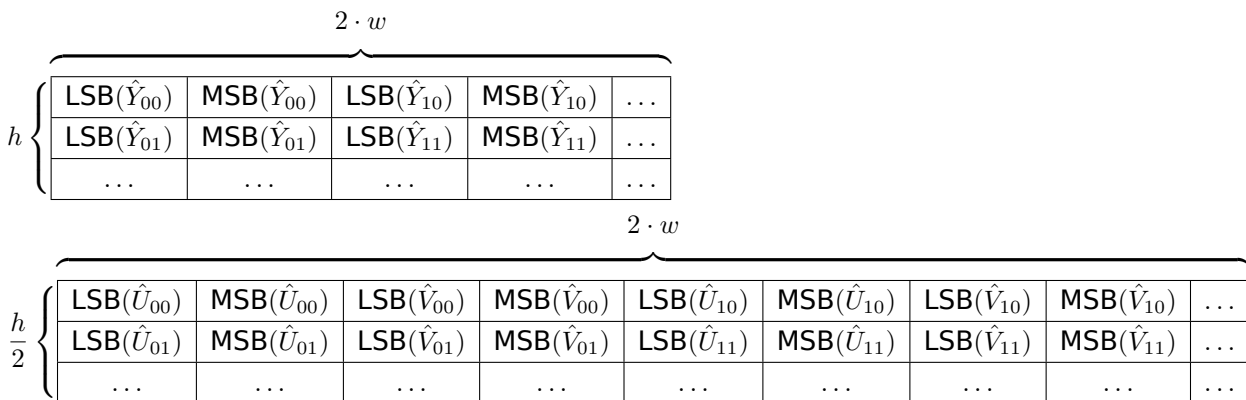 2 · w
h
LSB(Ŷ₀₀) MSB(Ŷ₀₀) LSB(Ŷ₁₀) MSB(Ŷ₁₀) ...
LSB(Ŷ₀₁) MSB(Ŷ₀₁) LSB(Ŷ₁₁) MSB(Ŷ₁₁) ...
... ... ... ... ...
2 · w
h
2
LSB(Û₀₀) MSB(Û₀₀) LSB(V̂₀₀) MSB(V̂₀₀) LSB(Û₁₀) MSB(Û₁₀) LSB(V̂₁₀) MSB(V̂₁₀) ...
LSB(Û₀₁) MSB(Û₀₁) LSB(V̂₀₁) MSB(V̂₀₁) LSB(Û₁₁) MSB(Û₁₁) LSB(V̂₁₁) MSB(V̂₁₁) ...
... ... ... ... ... ... ... ... ...